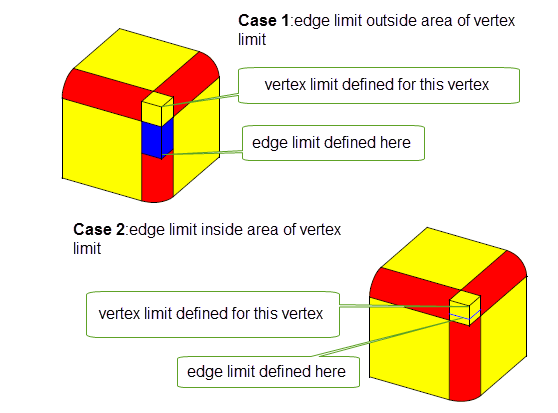 Case 1:edge limit outside area of vertex
limit
vertex limit defined for this vertex
edge limit defined here
Case 2:edge limit inside area of vertex
limit
vertex limit defined for this vertex
edge limit defined here